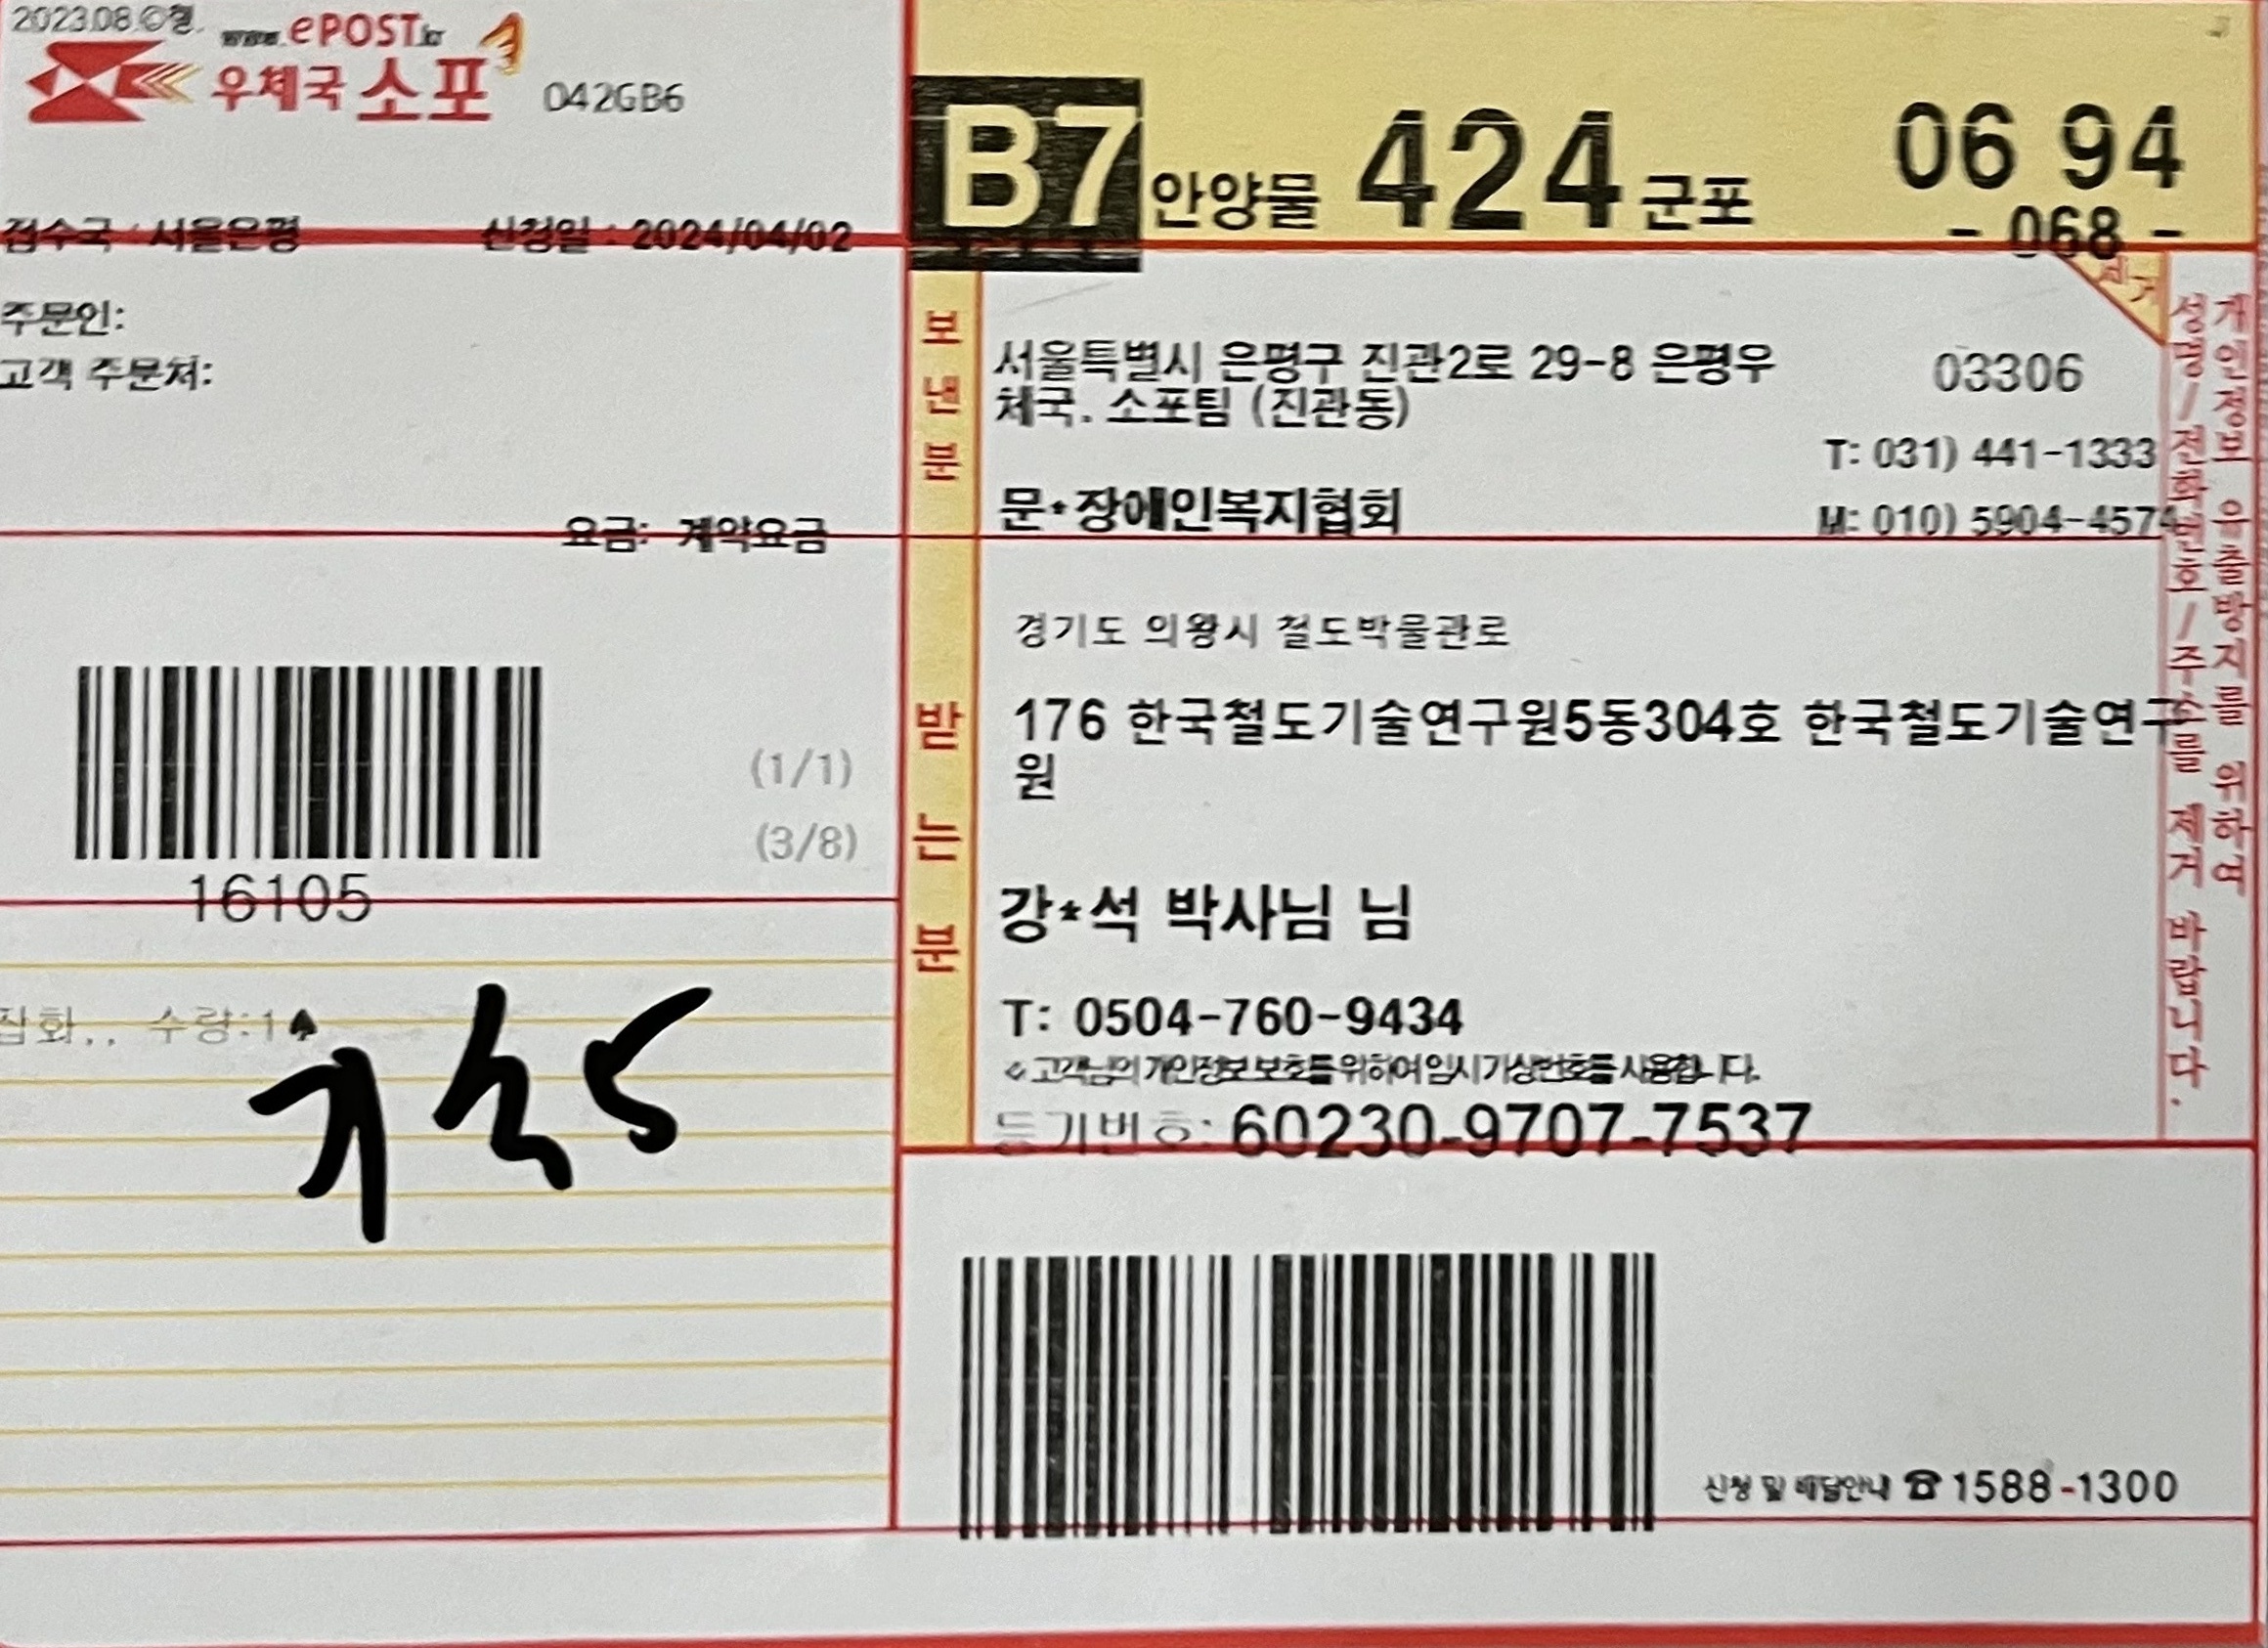 2023.08.
www.ePOST.kr
우체국 소포 042GB6
접수국 : 서울은평 신청일 : 2024/04/02
주문인:
고객 주문처:
요금: 계약요금
(1/1)
(3/8)
16105
잡화.. 수량:1
B7 안양물 424 군포 06 94
- 068 -
제거
보낸분
서울특별시 은평구 진관2로 29-8 은평우 03306
체국. 소포팀 (진관동)
T: 031) 441-1333
문*장애인복지협회 M: 010) 5904-4574
받는분
경기도 의왕시 철도박물관로
176 한국철도기술연구원5동304호 한국철도기술연구
원
강*석 박사님 님
T: 0504-760-9434
고객님의 개인정보 보호를 위하여 임시 가상번호를 사용합니다.
등기번호: 60230-9707-7537
신청 및 배달안내 ☎ 1588-1300
개인정보 유출방지를 위하여
성명/전화번호/주소를 제거 바랍니다.